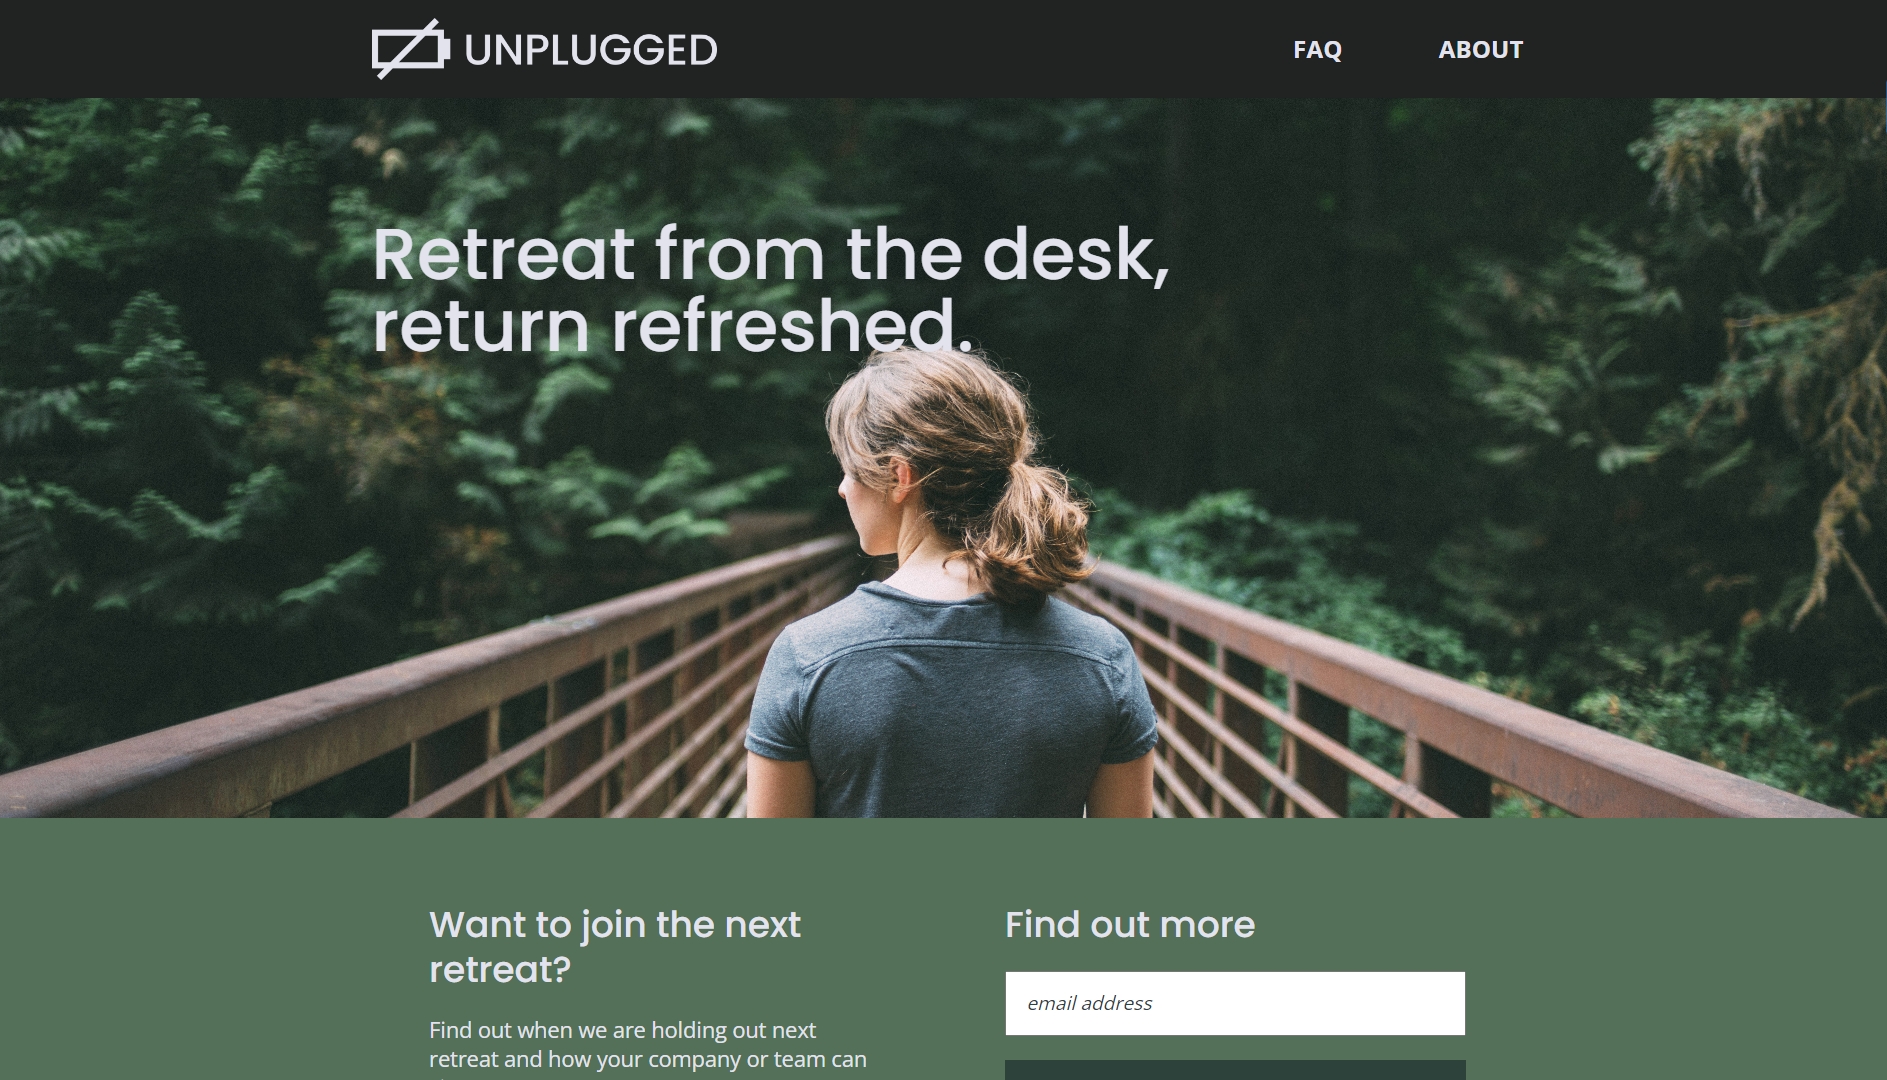 UNPLUGGED
FAQ
ABOUT
Retreat from the desk,
return refreshed.
Want to join the next
retreat?
Find out when we are holding out next
retreat and how your company or team can
Find out more
email address